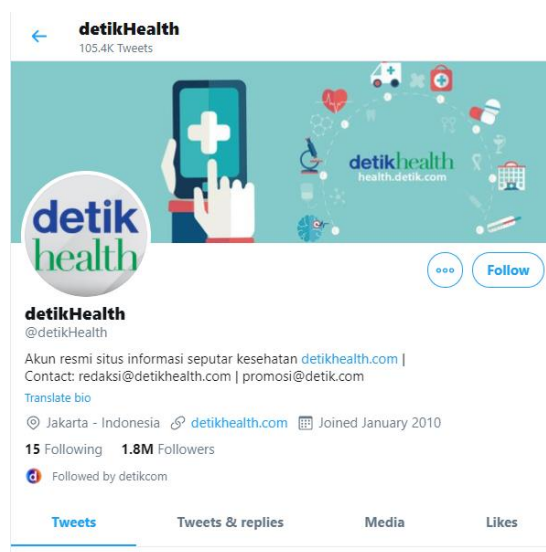 detikHealth
105.4K Tweets
detikhealth
health.detik.com
detik
health
Follow
detikHealth
@detikHealth
Akun resmi situs informasi seputar kesehatan detikhealth.com |
Contact: redaksi@detikhealth.com | promosi@detik.com
Translate bio
Jakarta - Indonesia detikhealth.com Joined January 2010
15 Following 1.8M Followers
d Followed by detikcom
Tweets Tweets & replies Media Likes